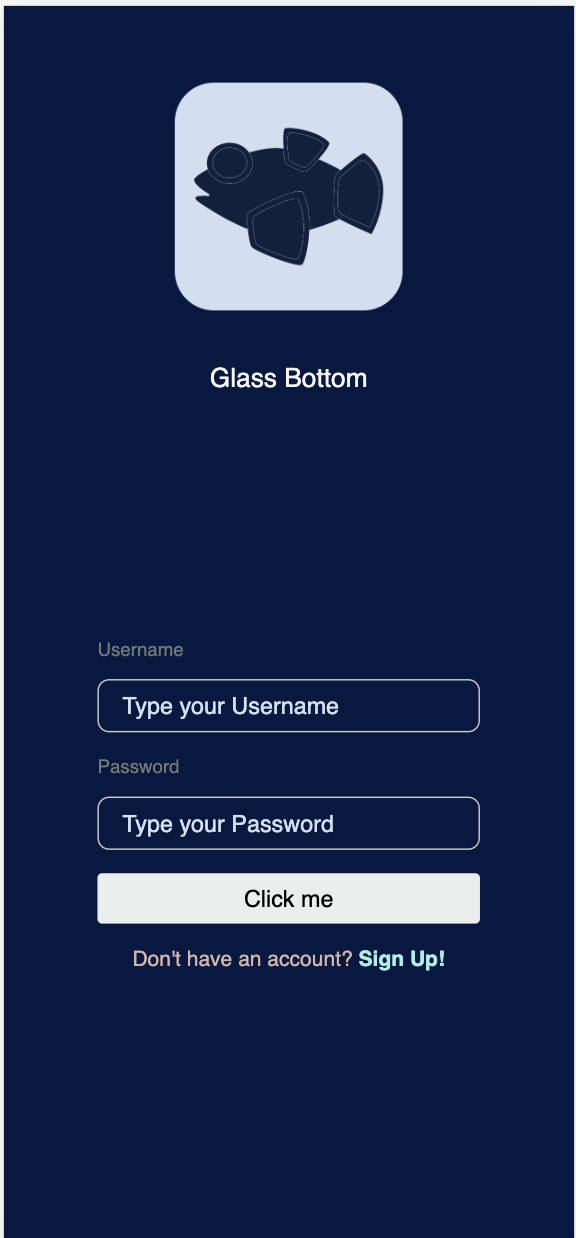 Glass Bottom
Username
Type your Username
Password
Type your Password
Click me
Don't have an account? Sign Up!